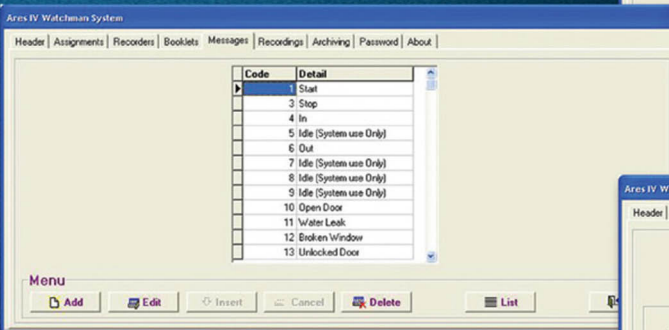 Ares IV Watchman System
Header Assignments Recorders Booklets Messages Recordings Archiving Password About
Code Detail
1 Start
3 Stop
4 In
5 Idle (System use Only)
6 Out
7 Idle (System use Only)
8 Idle (System use Only)
9 Idle (System use Only)
10 Open Door
11 Water Leak
12 Broken Window
13 Unlocked Door
Menu
Add Edit Insert Cancel Delete List
Ares IV W
Header